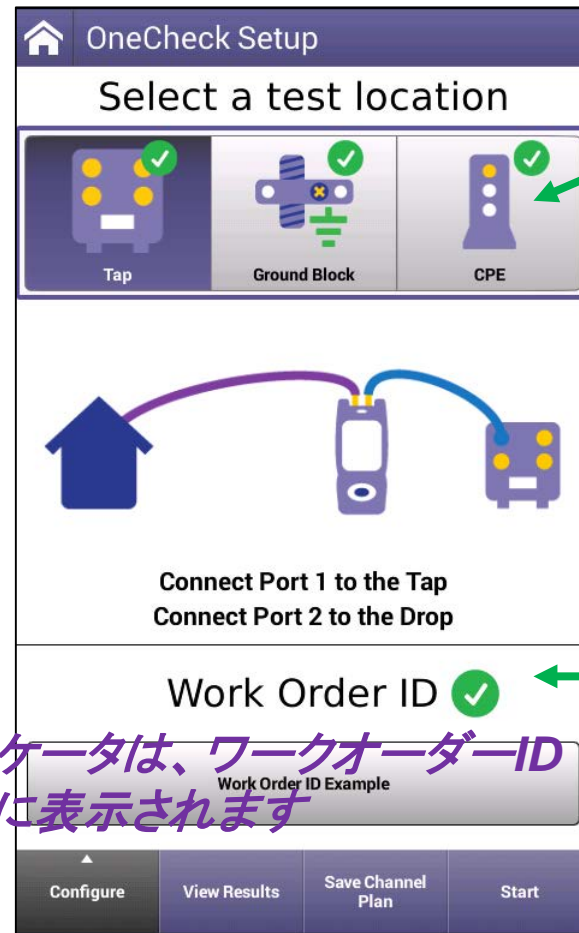 OneCheck Setup
Select a test location
Tap
Ground Block
CPE
Connect Port 1 to the Tap
Connect Port 2 to the Drop
Work Order ID
ケータは、ワークオーダーID
Work Order ID Example
に表示されます
Configure
View Results
Save Channel
Plan
Start